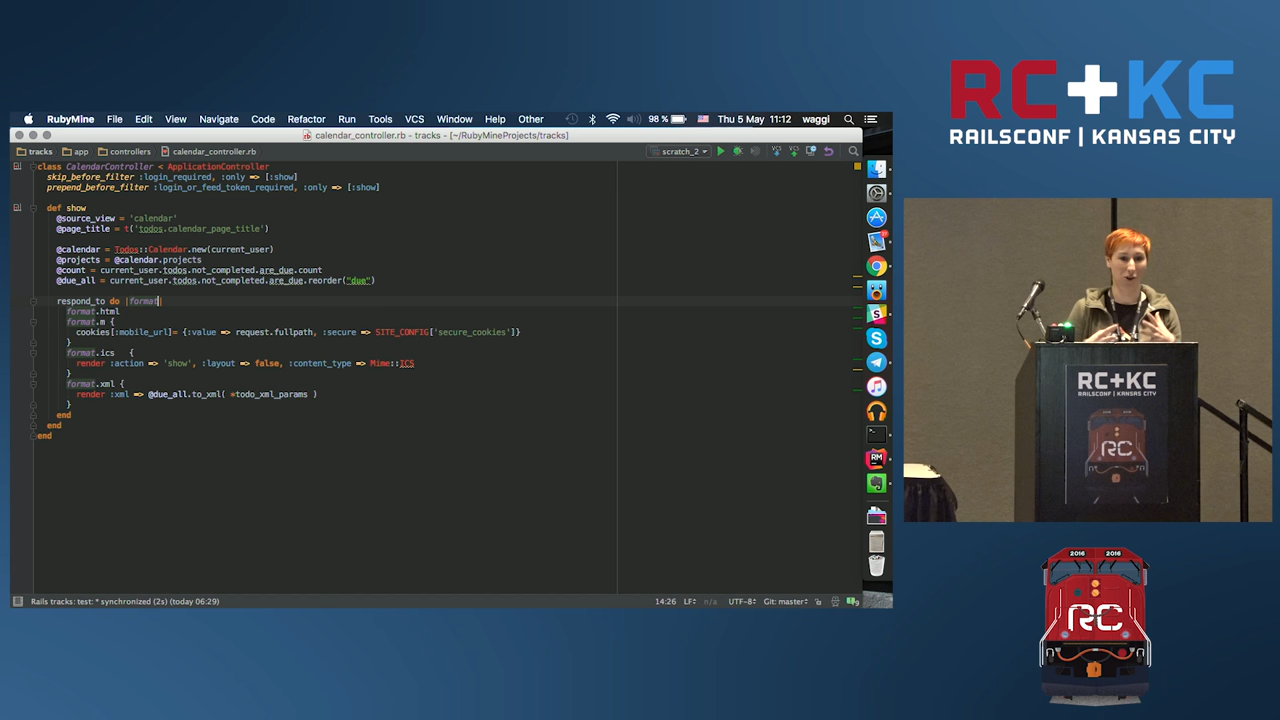 RC+KC
RAILSCONF | KANSAS CITY
RubyMine File Edit View Navigate Code Refactor Run Tools VCS Window Help Other 98% Thu 5 May 11:12 waggi
calendar_controller.rb - tracks - [~/RubyMineProjects/tracks]
tracks app controllers calendar_controller.rb scratch_2
class CalendarController < ApplicationController
skip_before_filter :login_required, :only => [:show]
prepend_before_filter :login_or_feed_token_required, :only => [:show]
def show
@source_view = 'calendar'
@page_title = t('todos.calendar_page_title')
@calendar = Todos::Calendar.new(current_user)
@projects = @calendar.projects
@count = current_user.todos.not_completed.are_due.count
@due_all = current_user.todos.not_completed.are_due.reorder("due")
respond_to do |format|
format.html
format.m {
cookies[:mobile_url]= {:value => request.fullpath, :secure => SITE_CONFIG['secure_cookies']}
}
format.ics {
render :action => 'show', :layout => false, :content_type => Mime::ICS
}
format.xml {
render :xml => @due_all.to_xml( *todo_xml_params )
}
end
end
end
Rails tracks: test: * synchronized (2s) (today 06:29) 14:26 LF n/a UTF-8 Git: master
RM
RC+KC
RAILSCONF | KANSAS CITY
RC
2016 2016
RC